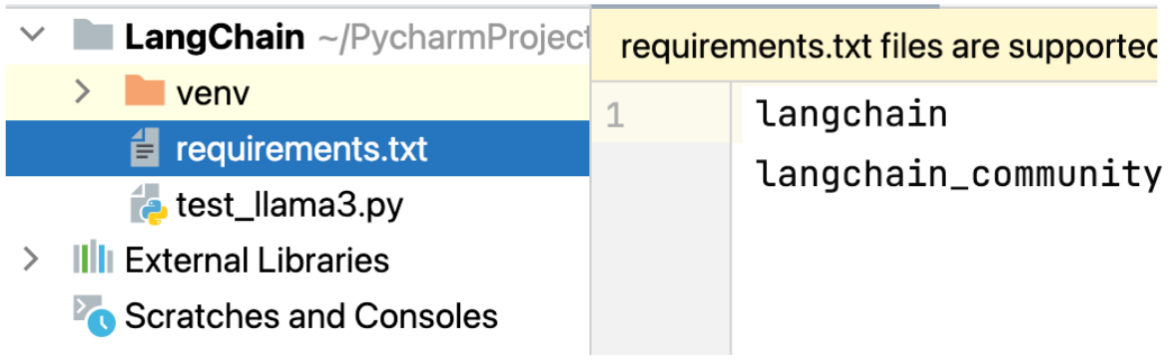 LangChain ~/PycharmProject
venv
requirements.txt
test_llama3.py
External Libraries
Scratches and Consoles
requirements.txt files are supported
1 langchain
langchain_community